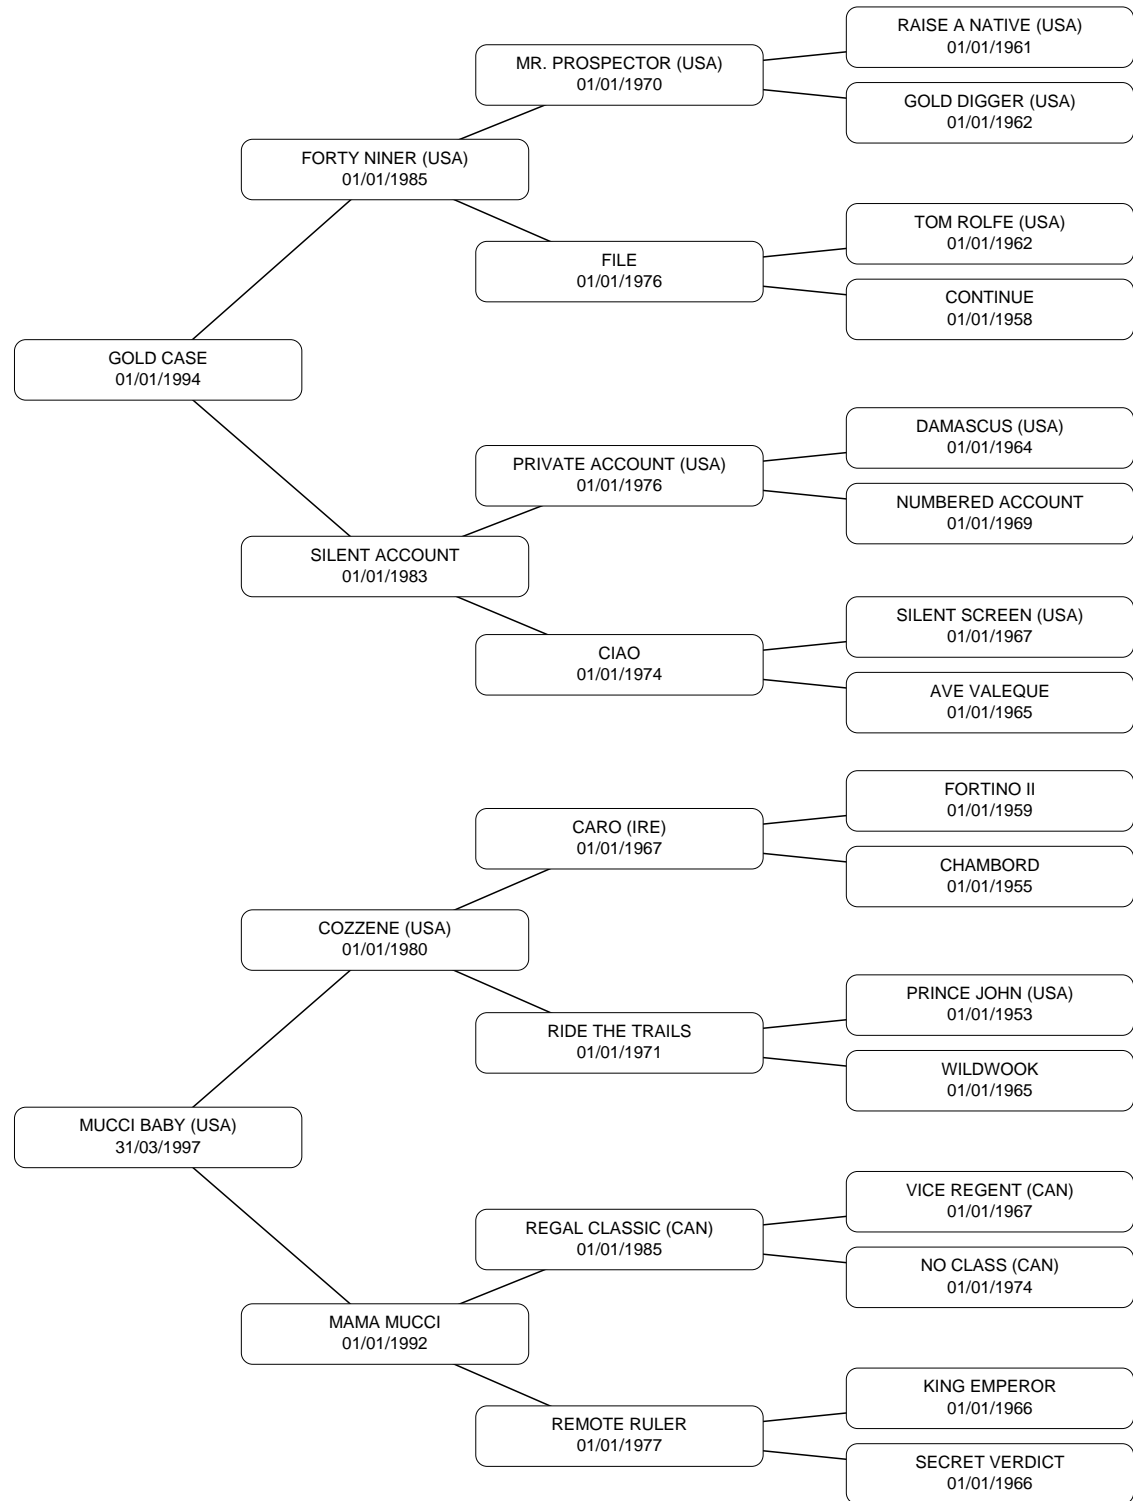 RAISE A NATIVE (USA)
01/01/1961
MR. PROSPECTOR (USA)
01/01/1970
GOLD DIGGER (USA)
01/01/1962
FORTY NINER (USA)
01/01/1985
TOM ROLFE (USA)
01/01/1962
FILE
01/01/1976
CONTINUE
01/01/1958
GOLD CASE
01/01/1994
DAMASCUS (USA)
01/01/1964
PRIVATE ACCOUNT (USA)
01/01/1976
NUMBERED ACCOUNT
01/01/1969
SILENT ACCOUNT
01/01/1983
SILENT SCREEN (USA)
01/01/1967
CIAO
01/01/1974
AVE VALEQUE
01/01/1965
FORTINO II
01/01/1959
CARO (IRE)
01/01/1967
CHAMBORD
01/01/1955
COZZENE (USA)
01/01/1980
PRINCE JOHN (USA)
01/01/1953
RIDE THE TRAILS
01/01/1971
WILDWOOK
01/01/1965
MUCCI BABY (USA)
31/03/1997
VICE REGENT (CAN)
01/01/1967
REGAL CLASSIC (CAN)
01/01/1985
NO CLASS (CAN)
01/01/1974
MAMA MUCCI
01/01/1992
KING EMPEROR
01/01/1966
REMOTE RULER
01/01/1977
SECRET VERDICT
01/01/1966